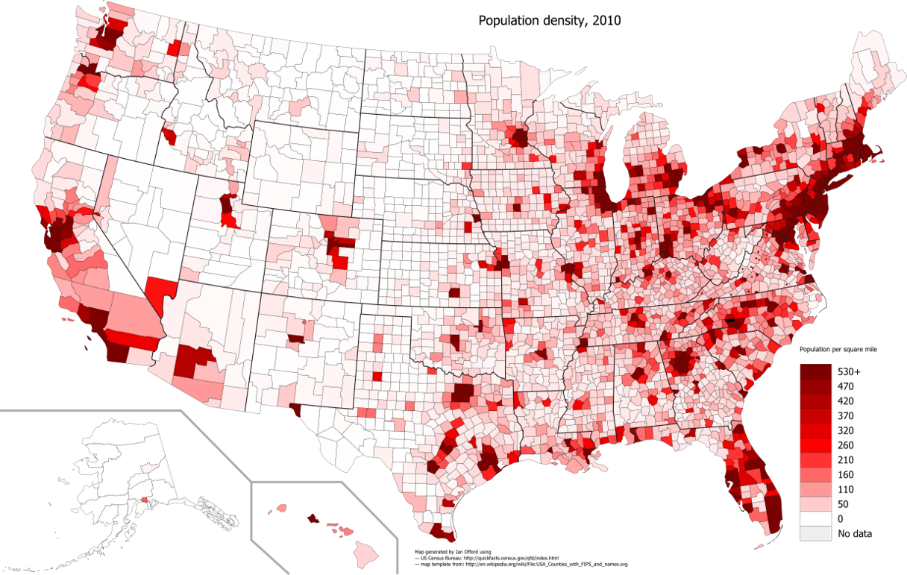 Population density, 2010
Population per square mile
530+
470
420
370
320
260
210
160
110
50
0
No data
Map generated by Ian Offord using
— US Census Bureau: http://quickfacts.census.gov/qfd/index.html
— map template from: http://en.wikipedia.org/wiki/File:USA_Counties_with_FIPS_and_names.svg